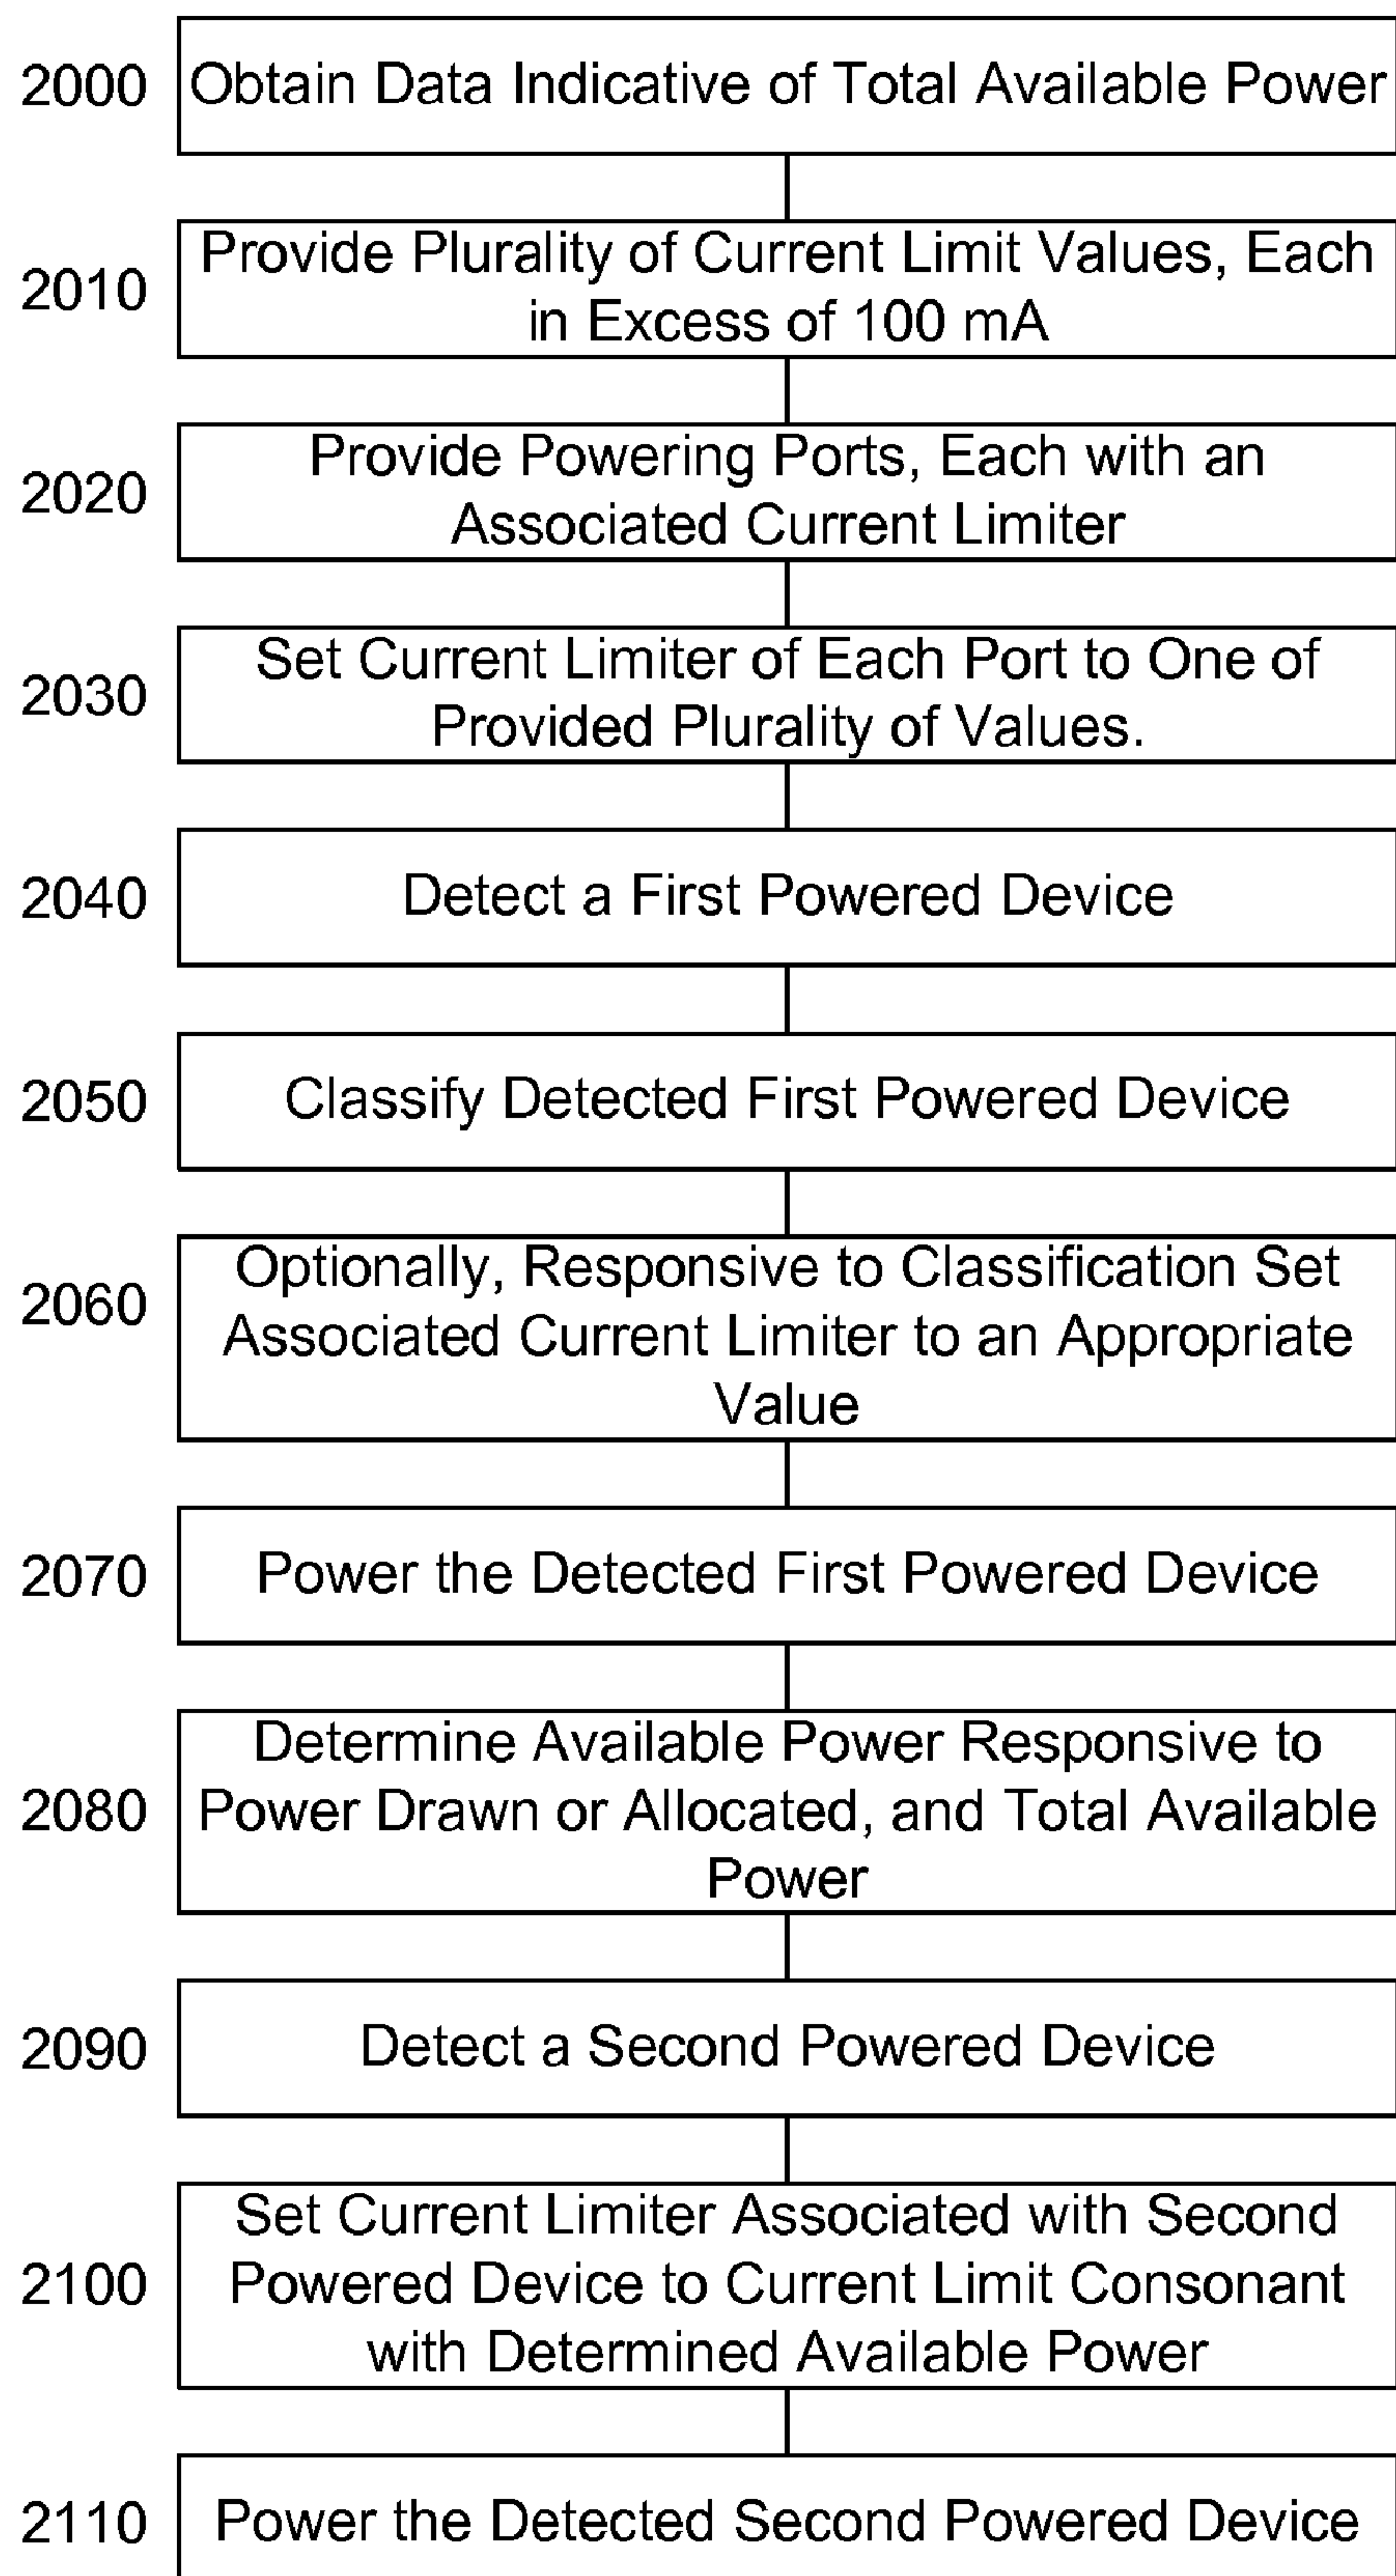 2000
Obtain Data Indicative of Total Available Power
2010
Provide Plurality of Current Limit Values, Each
in Excess of 100 mA
2020
Provide Powering Ports, Each with an
Associated Current Limiter
2030
Set Current Limiter of Each Port to One of
Provided Plurality of Values.
2040
Detect a First Powered Device
2050
Classify Detected First Powered Device
2060
Optionally, Responsive to Classification Set
Associated Current Limiter to an Appropriate
Value
2070
Power the Detected First Powered Device
2080
Determine Available Power Responsive to
Power Drawn or Allocated, and Total Available
Power
2090
Detect a Second Powered Device
2100
Set Current Limiter Associated with Second
Powered Device to Current Limit Consonant
with Determined Available Power
2110
Power the Detected Second Powered Device